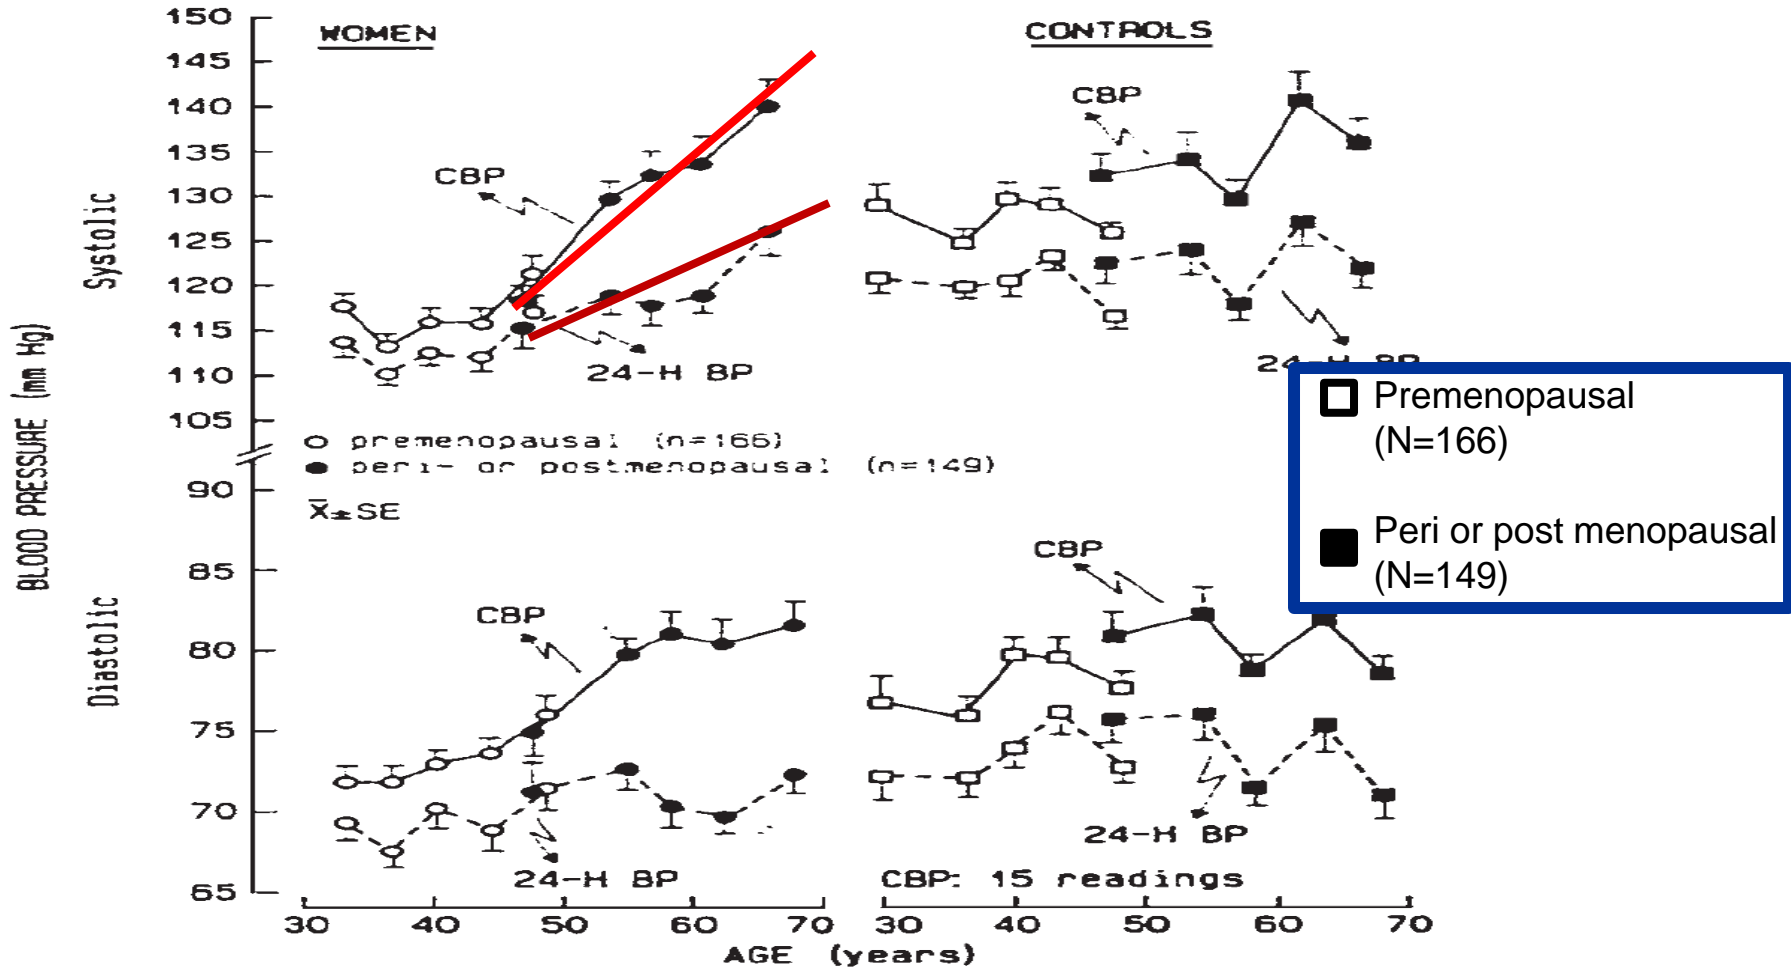 WOMEN
CONTROLS
150
145
140
135
130
125
120
115
110
105
90
85
80
75
70
65
BLOOD PRESSURE (mm Hg)
Systolic
Diastolic
CBP
24-H BP
CBP
24-H BP
○ premenopausal (n=166)
● peri- or postmenopausal (n=149)
X̄±SE
CBP
24-H BP
CBP
24-H BP
CBP: 15 readings
30 40 50 60 70
30 40 50 60 70
AGE (years)
Premenopausal
(N=166)
Peri or post menopausal
(N=149)